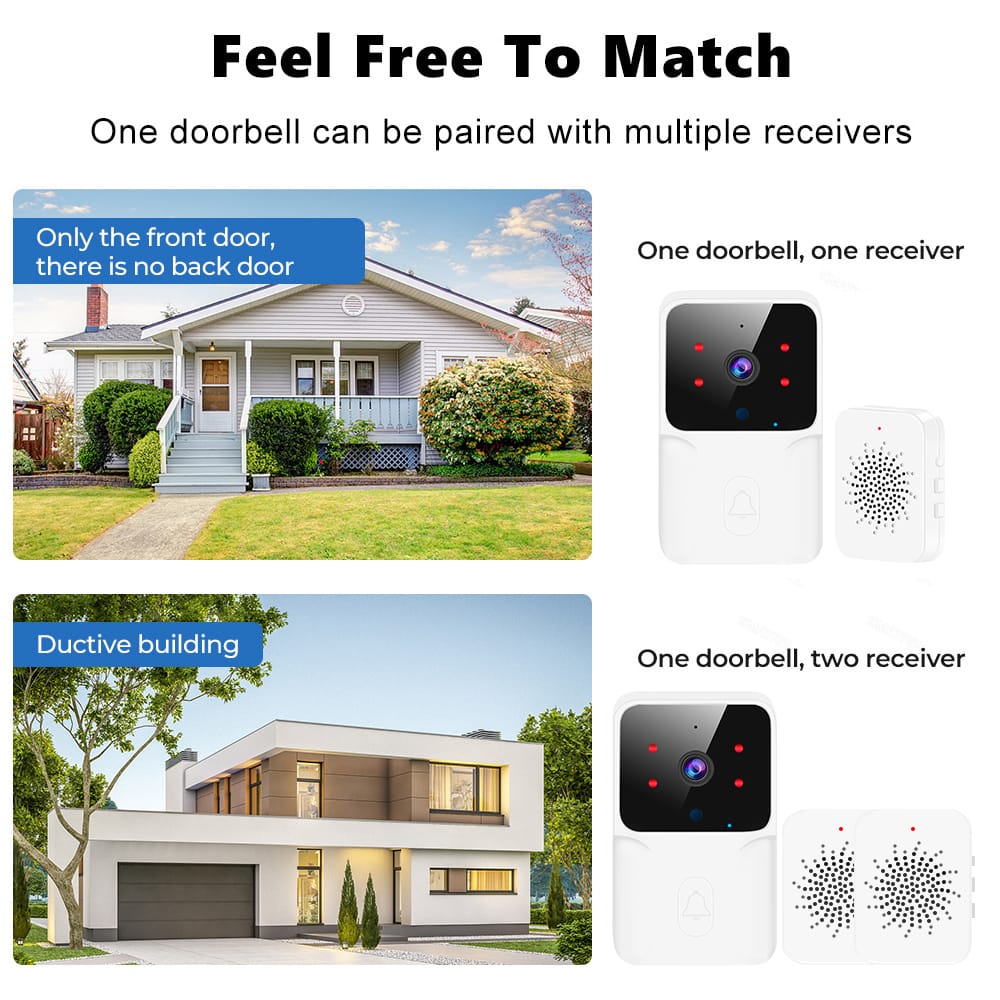 Feel Free To Match
One doorbell can be paired with multiple receivers
Only the front door,
there is no back door
One doorbell, one receiver
Ductive building
One doorbell, two receiver